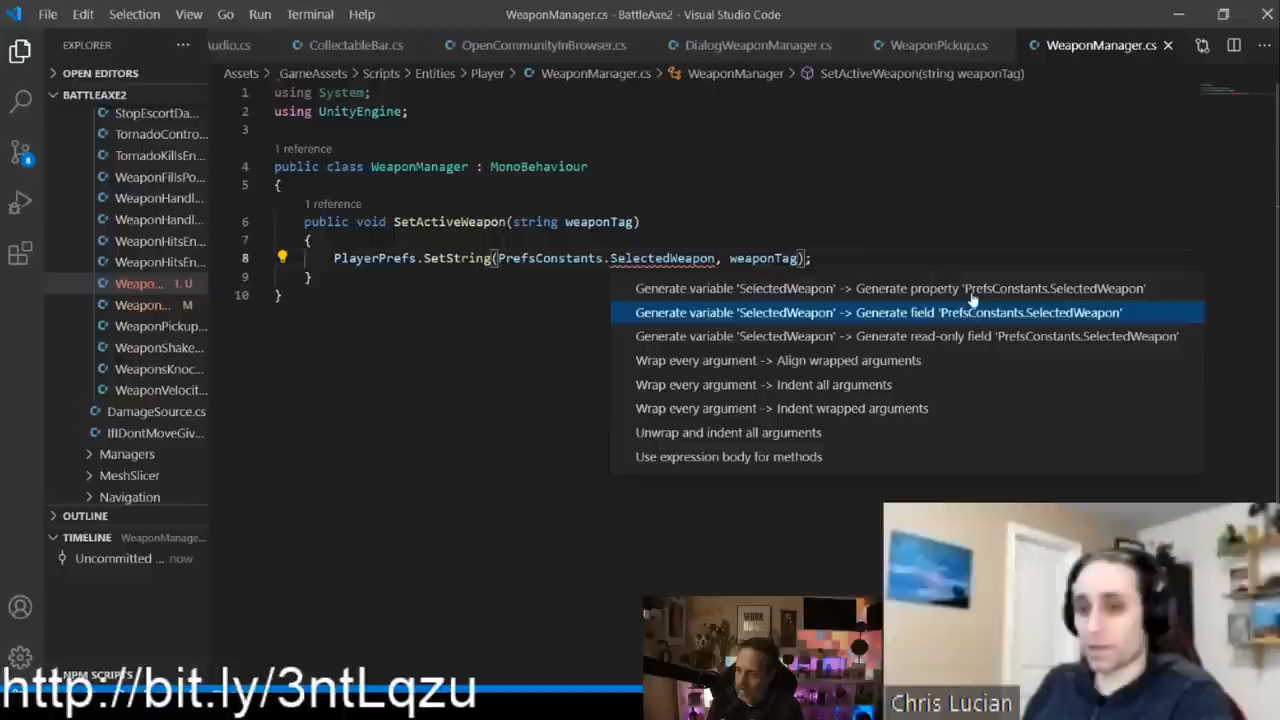 File Edit Selection View Go Run Terminal Help WeaponManager.cs - BattleAxe2 - Visual Studio Code
EXPLORER ... Audio.cs CollectableBar.cs OpenCommunityInBrowser.cs DialogWeaponManager.cs WeaponPickup.cs WeaponManager.cs
OPEN EDITORS
Assets > _GameAssets > Scripts > Entities > Player > WeaponManager.cs > WeaponManager > SetActiveWeapon(string weaponTag)
BATTLEAXE2
StopEscortDa...
TornadoContro...
TornadoKillsEn...
WeaponFillsPo...
WeaponHandl...
WeaponHandl...
WeaponHitsEn...
WeaponHitsEn...
Weapo... 1, U
Weapon... M
WeaponPickup...
WeaponShake...
WeaponsKnoc...
WeaponVelocit...
DamageSource.cs
IfIDontMoveGiv...
Managers
MeshSlicer
Navigation
OUTLINE
TIMELINE WeaponManage...
Uncommitted ... now
NPM SCRIPTS
8
1 using System;
2 using UnityEngine;
3
1 reference
4 public class WeaponManager : MonoBehaviour
5 {
1 reference
6 public void SetActiveWeapon(string weaponTag)
7 {
8 PlayerPrefs.SetString(PrefsConstants.SelectedWeapon, weaponTag);
9 }
10 }
Generate variable 'SelectedWeapon' -> Generate property 'PrefsConstants.SelectedWeapon'
Generate variable 'SelectedWeapon' -> Generate field 'PrefsConstants.SelectedWeapon'
Generate variable 'SelectedWeapon' -> Generate read-only field 'PrefsConstants.SelectedWeapon'
Wrap every argument -> Align wrapped arguments
Wrap every argument -> Indent all arguments
Wrap every argument -> Indent wrapped arguments
Unwrap and indent all arguments
Use expression body for methods
WORK
http://bit.ly/3ntLqzu
Chris Lucian